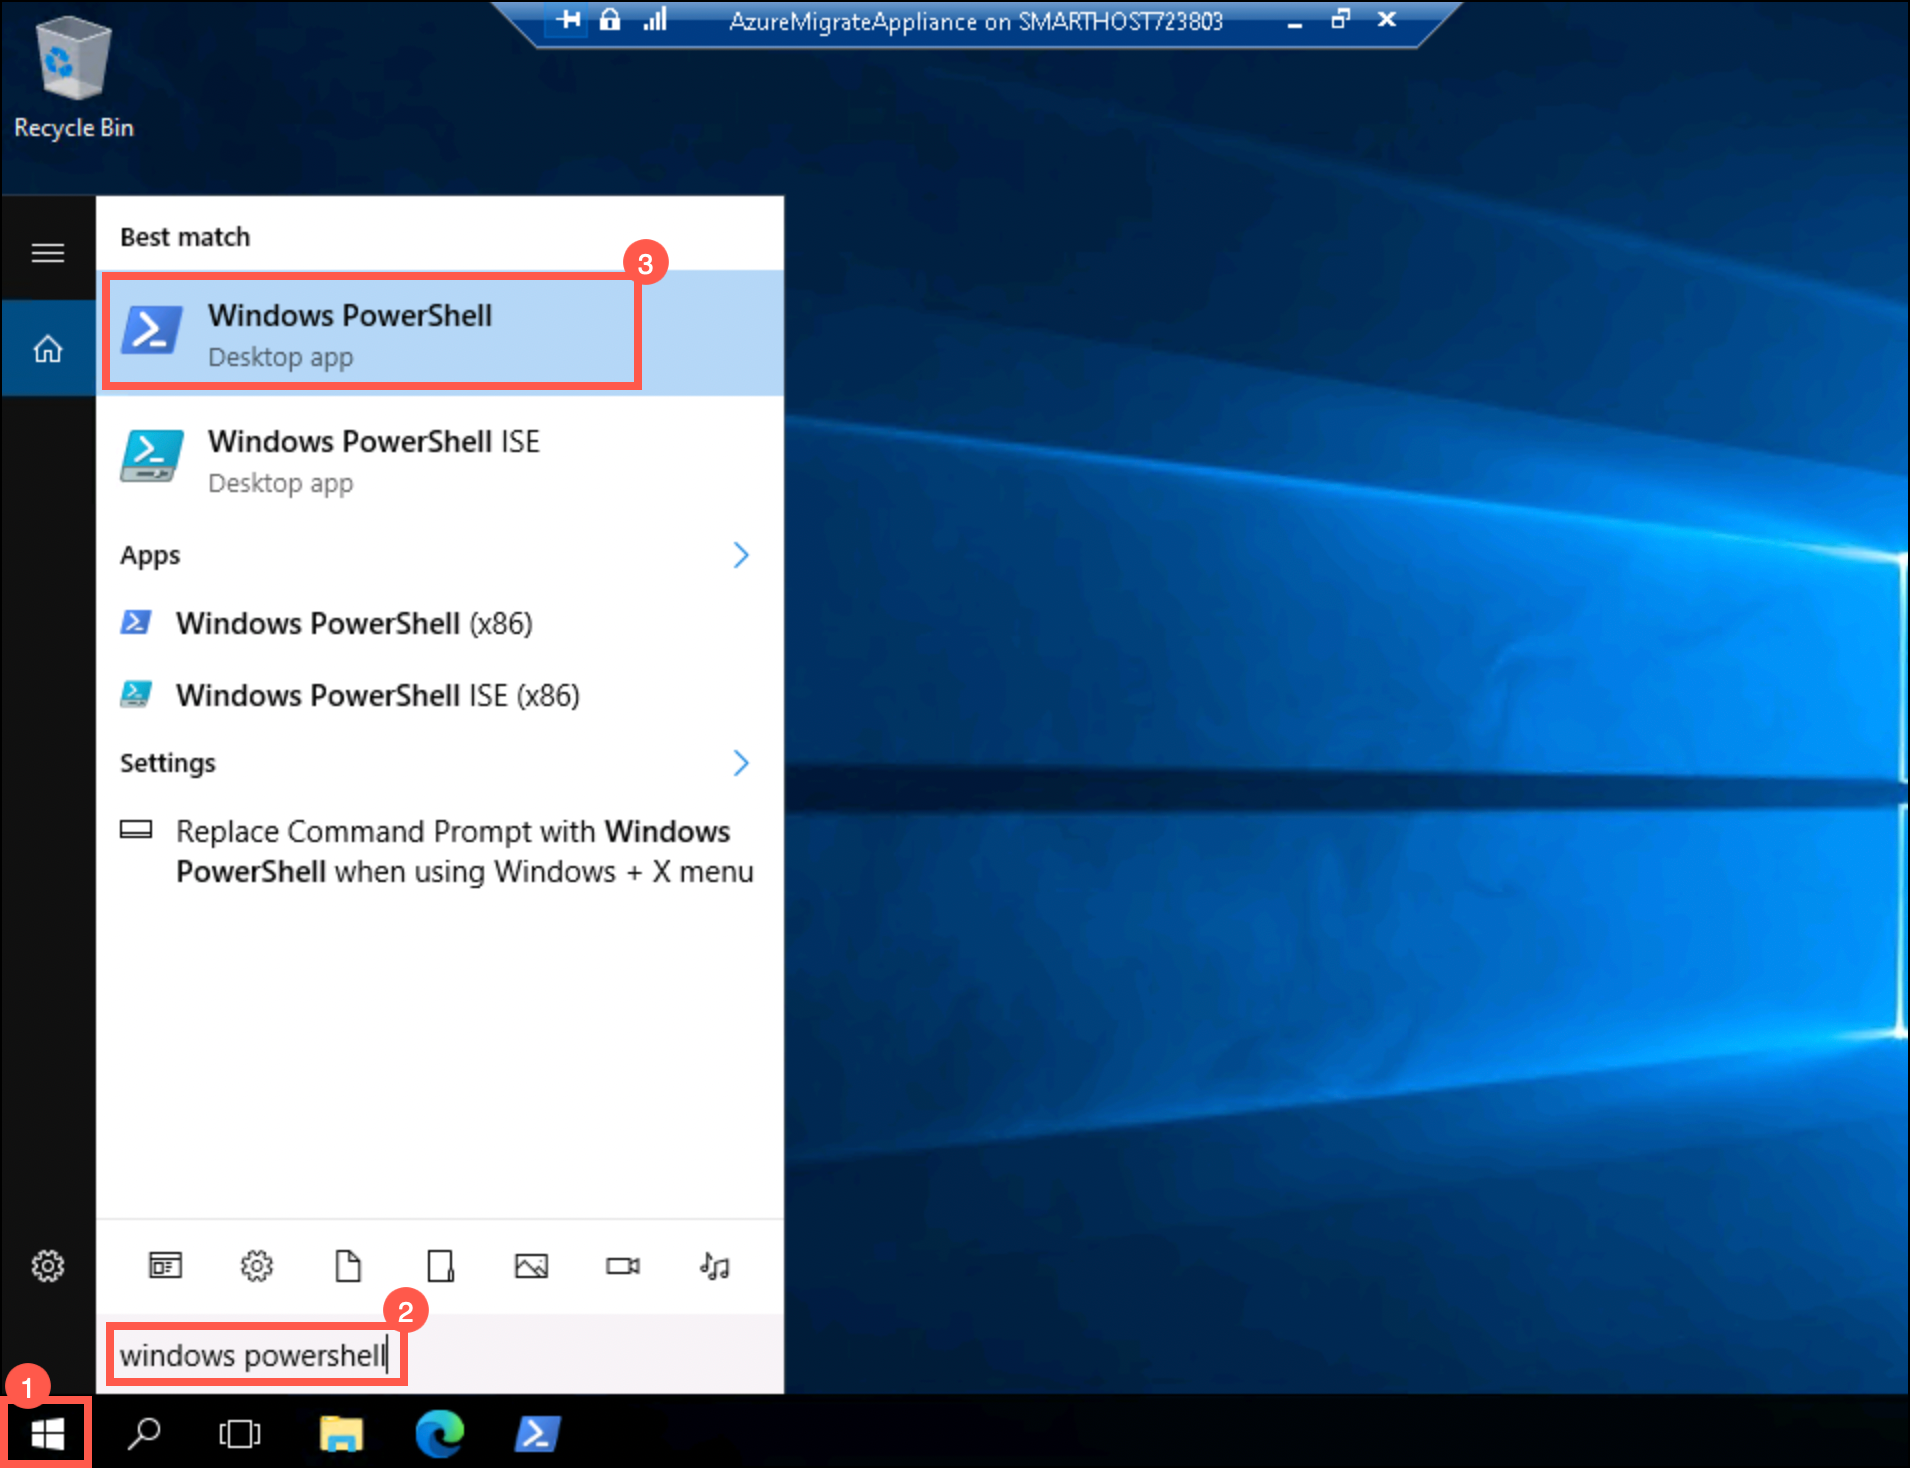 AzureMigrateAppliance on SMARTHOST723803
Recycle Bin
Best match
3
Windows PowerShell
Desktop app
Windows PowerShell ISE
Desktop app
Apps
Windows PowerShell (x86)
Windows PowerShell ISE (x86)
Settings
Replace Command Prompt with Windows
PowerShell when using Windows + X menu
2
windows powershell
1